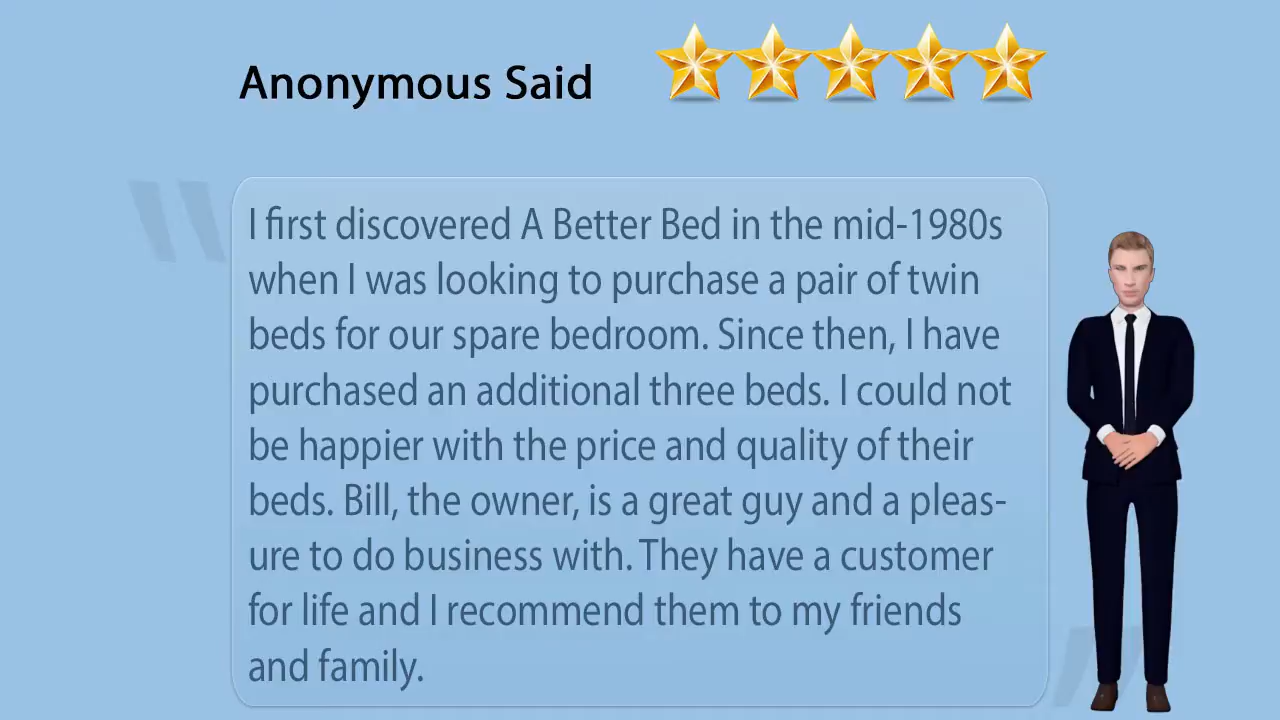 Anonymous Said
I first discovered A Better Bed in the mid-1980s
when I was looking to purchase a pair of twin
beds for our spare bedroom. Since then, I have
purchased an additional three beds. I could not
be happier with the price and quality of their
beds. Bill, the owner, is a great guy and a pleas-
ure to do business with. They have a customer
for life and I recommend them to my friends
and family.